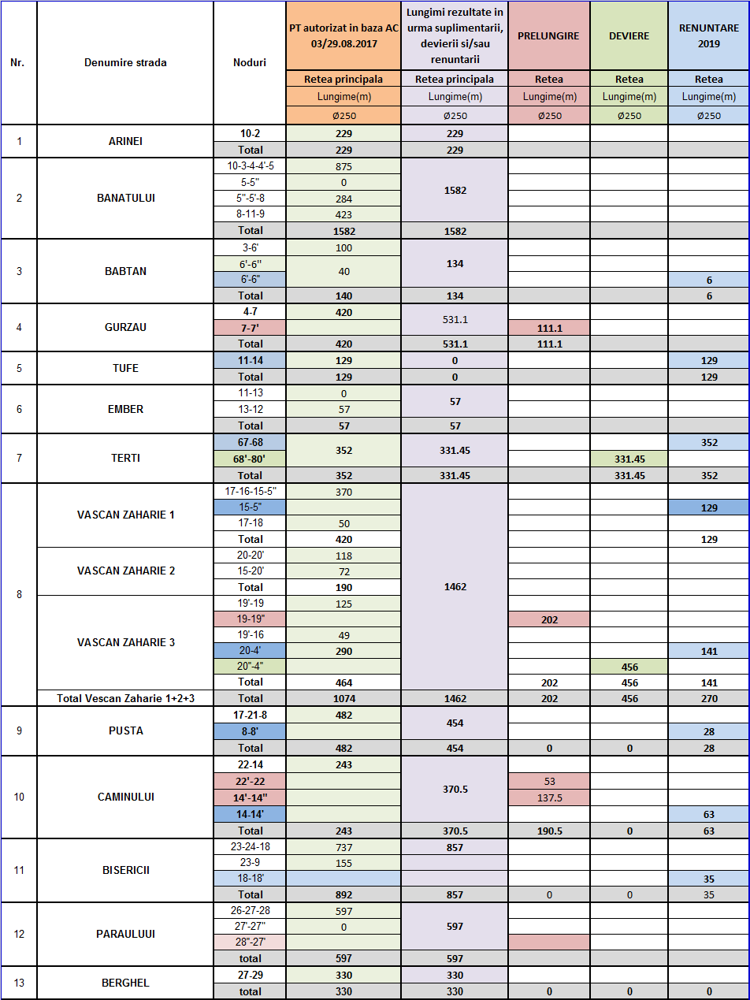 Nr. Denumire strada Noduri PT autorizat in baza AC 03/29.08.2017 Lungimi rezultate in urma suplimentarii, devierii si/sau renuntarii PRELUNGIRE DEVIERE RENUNTARE 2019
Retea principala Retea principala Retea Retea Retea
Lungime(m) Lungime(m) Lungime(m) Lungime(m) Lungime(m)
Ø250 Ø250 Ø250 Ø250 Ø250
1 ARINEI 10-2 229 229
Total 229 229
2 BANATULUI 10-3-4-4'-5 875 1582
5-5" 0
5"-5'-8 284
8-11-9 423
Total 1582 1582
3 BABTAN 3-6' 100 134
6'-6" 40
6'-6" 6
Total 140 134 6
4 GURZAU 4-7 420 531.1
7-7' 111.1
Total 420 531.1 111.1
5 TUFE 11-14 129 0 129
Total 129 0 129
6 EMBER 11-13 0 57
13-12 57
Total 57 57
7 TERTI 67-68 352 331.45 352
68'-80' 331.45
Total 352 331.45 331.45 352
8 VASCAN ZAHARIE 1 17-16-15-5" 370 1462
15-5" 129
17-18 50
Total 420 129
VASCAN ZAHARIE 2 20-20' 118
15-20' 72
Total 190
VASCAN ZAHARIE 3 19'-19 125
19-19" 202
19'-16 49
20-4' 290 141
20"-4" 456
Total 464 202 456 141
Total Vescan Zaharie 1+2+3 Total 1074 1462 202 456 270
9 PUSTA 17-21-8 482 454
8-8' 28
Total 482 454 0 0 28
10 CAMINULUI 22-14 243 370.5
22'-22 53
14'-14" 137.5
14-14' 63
Total 243 370.5 190.5 0 63
11 BISERICII 23-24-18 737 857
23-9 155
18-18' 35
Total 892 857 0 0 35
12 PARAULUUI 26-27-28 597 597
27'-27" 0
28"-27'
total 597 597
13 BERGHEL 27-29 330 330
total 330 330 0 0 0